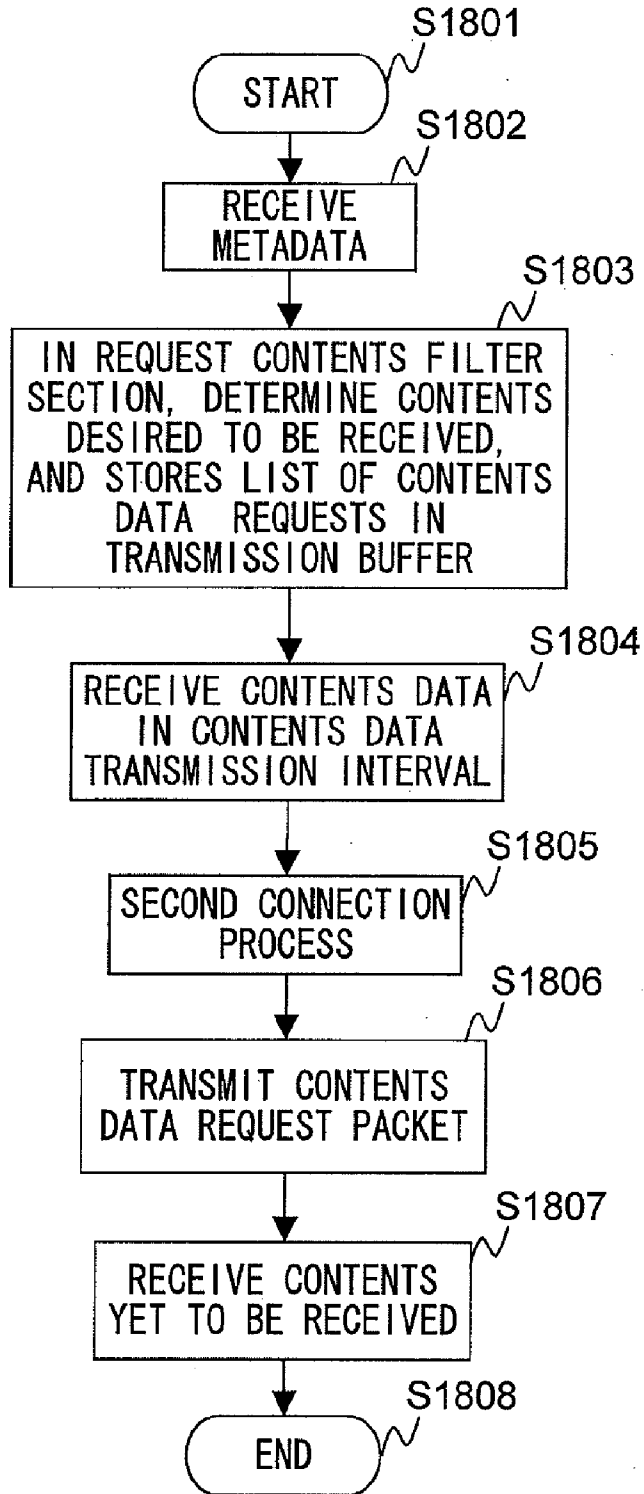 S1801
START
S1802
RECEIVE
METADATA
S1803
IN REQUEST CONTENTS FILTER
SECTION, DETERMINE CONTENTS
DESIRED TO BE RECEIVED,
AND STORES LIST OF CONTENTS
DATA REQUESTS IN
TRANSMISSION BUFFER
S1804
RECEIVE CONTENTS DATA
IN CONTENTS DATA
TRANSMISSION INTERVAL
S1805
SECOND CONNECTION
PROCESS
S1806
TRANSMIT CONTENTS
DATA REQUEST PACKET
S1807
RECEIVE CONTENTS
YET TO BE RECEIVED
S1808
END